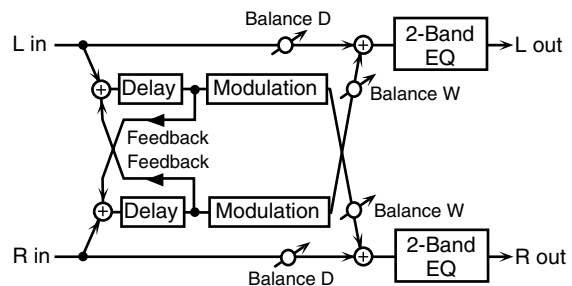 Balance D
L in
2-Band
EQ
L out
Delay
Modulation
Balance W
Feedback
Feedback
Delay
Modulation
Balance W
R in
2-Band
EQ
R out
Balance D